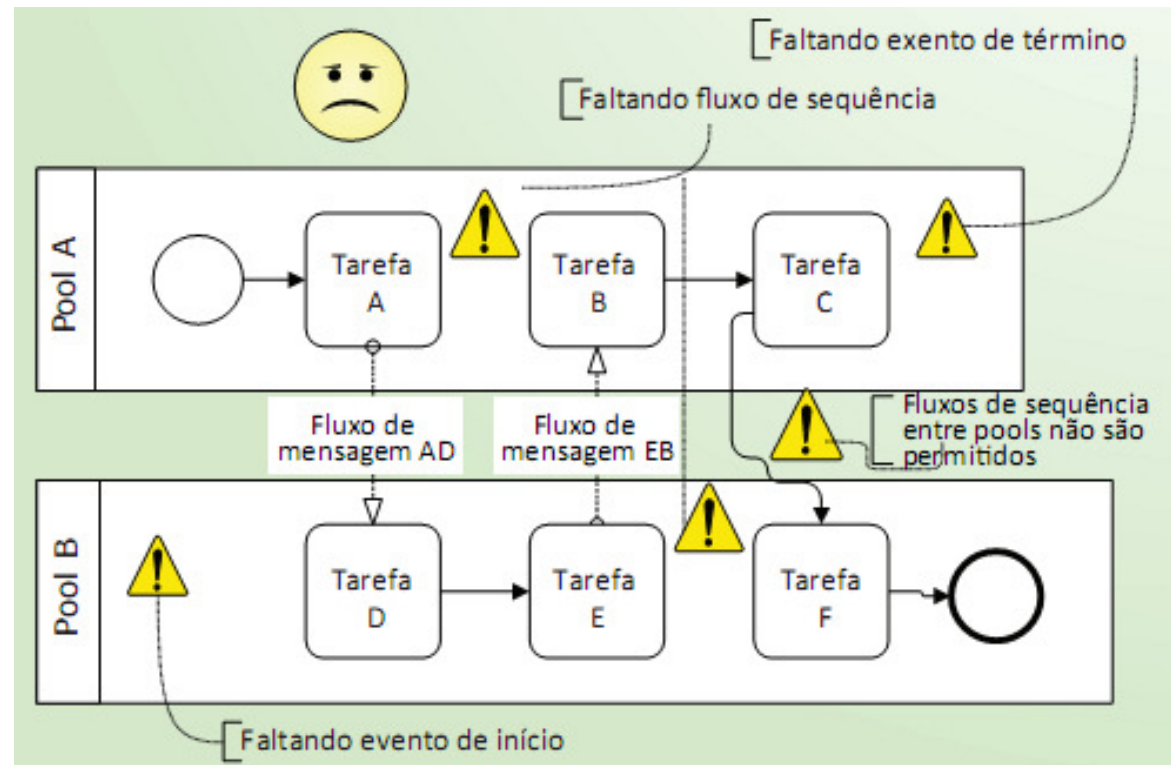 Faltando exento de término
Faltando fluxo de sequência
Pool A
Tarefa
A
Tarefa
B
Tarefa
C
Fluxo de
mensagem AD
Fluxo de
mensagem EB
Fluxos de sequência
entre pools não são
permitidos
Pool B
Tarefa
D
Tarefa
E
Tarefa
F
Faltando evento de início